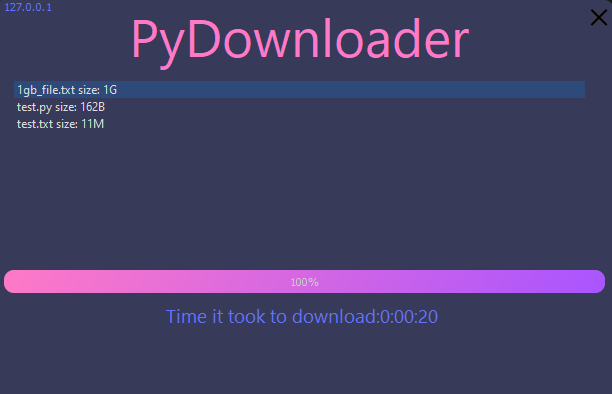 127.0.0.1
PyDownloader
1gb_file.txt size: 1G
test.py size: 162B
test.txt size: 11M
100%
Time it took to download:0:00:20